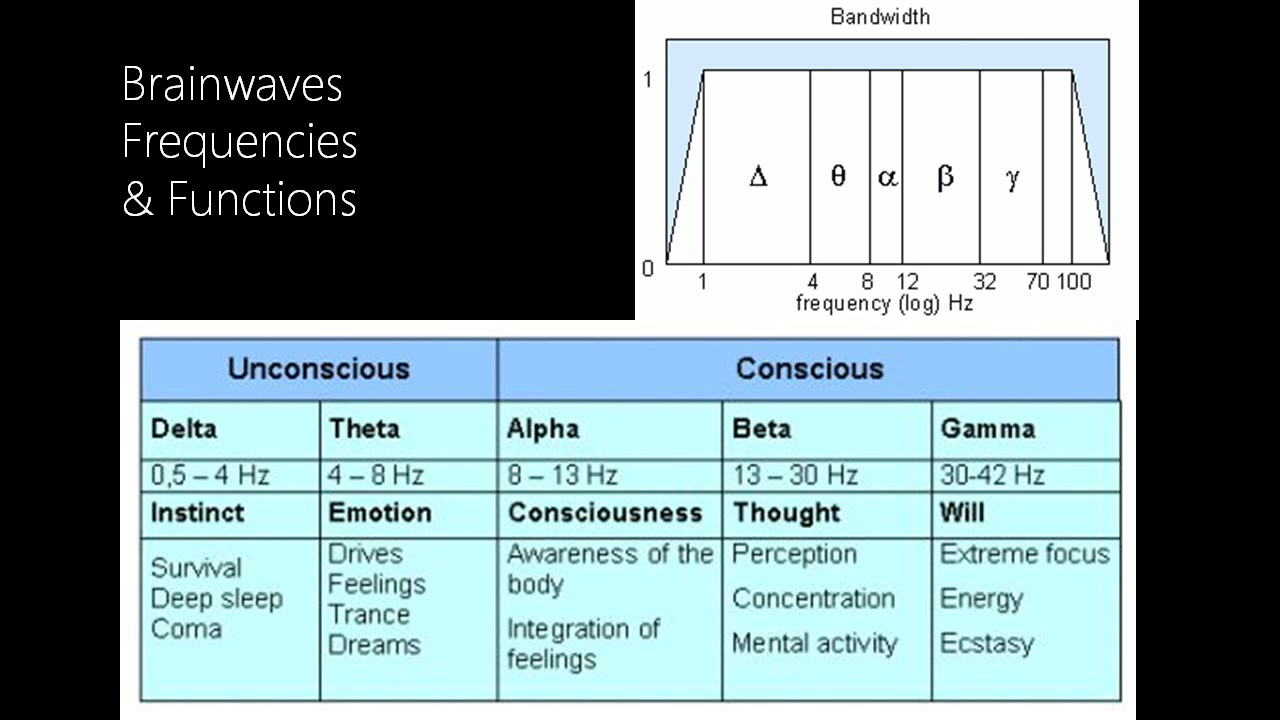 Brainwaves
Frequencies
& Functions
Bandwidth
1
Δ θ α β γ
0
1 4 8 12 32 70 100
frequency (log) Hz
Unconscious Conscious
Delta Theta Alpha Beta Gamma
0,5 – 4 Hz 4 – 8 Hz 8 – 13 Hz 13 – 30 Hz 30-42 Hz
Instinct Emotion Consciousness Thought Will
Survival
Deep sleep
Coma
Drives
Feelings
Trance
Dreams
Awareness of the
body
Integration of
feelings
Perception
Concentration
Mental activity
Extreme focus
Energy
Ecstasy